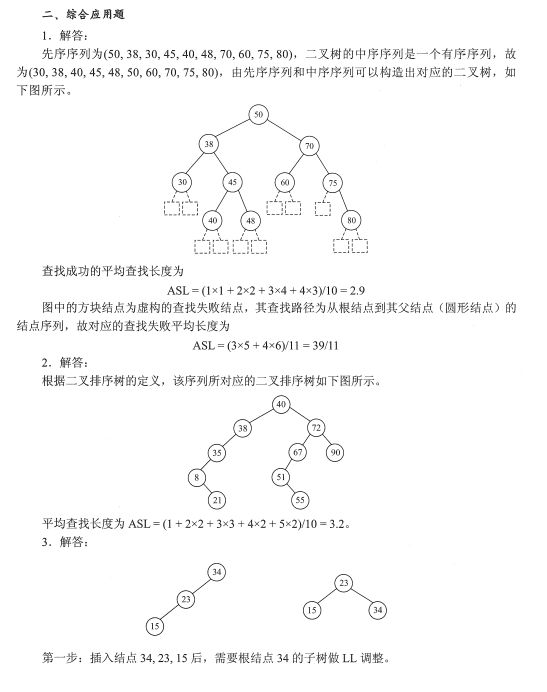 二、综合应用题
1．解答：
先序序列为(50, 38, 30, 45, 40, 48, 70, 60, 75, 80)，二叉树的中序序列是一个有序序列，故
为(30, 38, 40, 45, 48, 50, 60, 70, 75, 80)，由先序序列和中序序列可以构造出对应的二叉树，如
下图所示。
50
38 70
30 45 60 75
40 48 80
查找成功的平均查找长度为
ASL = (1×1 + 2×2 + 3×4 + 4×3)/10 = 2.9
图中的方块结点为虚构的查找失败结点，其查找路径为从根结点到其父结点（圆形结点）的
结点序列，故对应的查找失败平均长度为
ASL = (3×5 + 4×6)/11 = 39/11
2．解答：
根据二叉排序树的定义，该序列所对应的二叉排序树如下图所示。
40
38 72
35 67 90
8 51
21 55
平均查找长度为 ASL = (1 + 2×2 + 3×3 + 4×2 + 5×2)/10 = 3.2。
3．解答：
34
23 23
15 15 34
第一步：插入结点 34, 23, 15 后，需要根结点 34 的子树做 LL 调整。